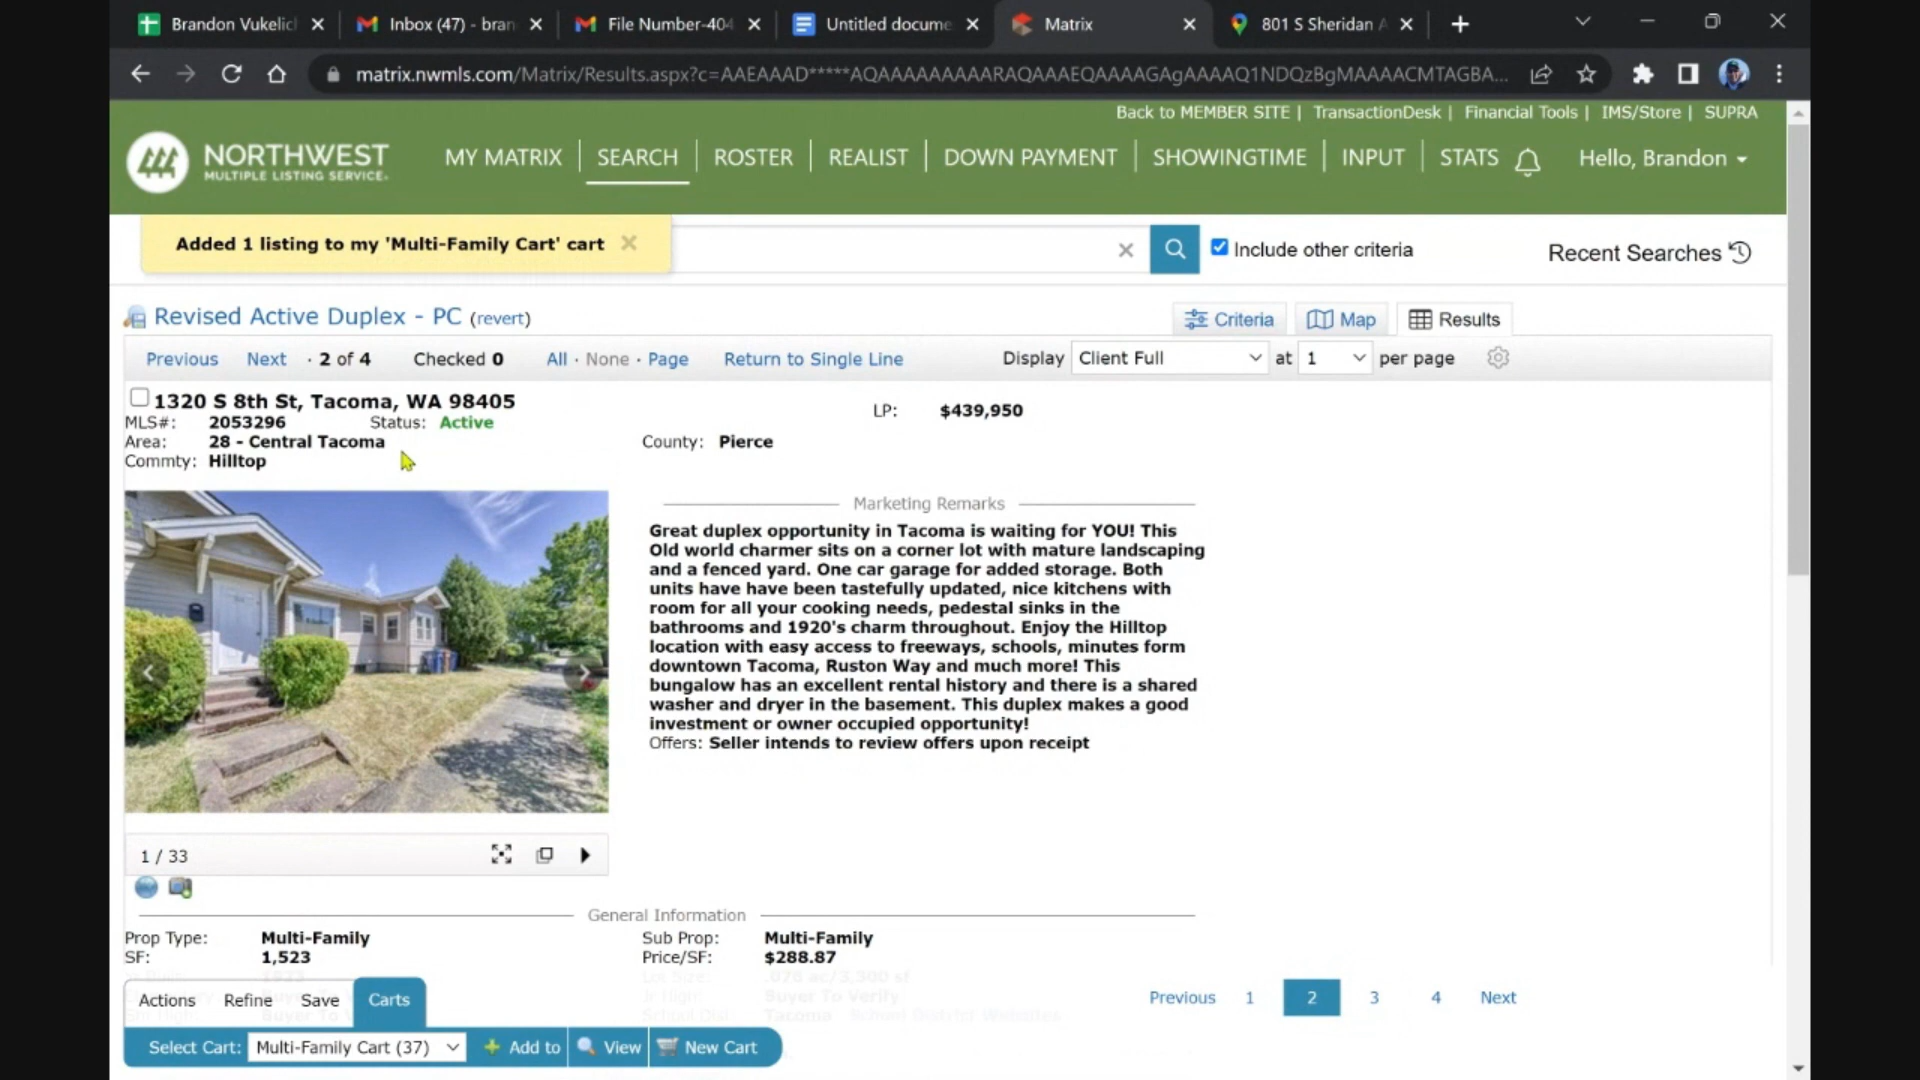 Brandon Vukelic
Inbox (47) - bran
File Number-404
Untitled docume
Matrix
801 S Sheridan A
matrix.nwmls.com/Matrix/Results.aspx?c=AAEAAAD*****AQAAAAAAAAARAQAAAEQAAAAGAgAAAAQ1NDQzBgMAAAACMTAGBA...
Back to MEMBER SITE | TransactionDesk | Financial Tools | IMS/Store | SUPRA
NORTHWEST
MULTIPLE LISTING SERVICE
MY MATRIX SEARCH ROSTER REALIST DOWN PAYMENT SHOWINGTIME INPUT STATS Hello, Brandon
Added 1 listing to my 'Multi-Family Cart' cart
Include other criteria
Recent Searches
Revised Active Duplex - PC (revert)
Criteria Map Results
Previous Next · 2 of 4 Checked 0 All · None · Page Return to Single Line Display Client Full at 1 per page
1320 S 8th St, Tacoma, WA 98405
LP: $439,950
MLS#: 2053296 Status: Active
Area: 28 - Central Tacoma County: Pierce
Commty: Hilltop
Marketing Remarks
Great duplex opportunity in Tacoma is waiting for YOU! This
Old world charmer sits on a corner lot with mature landscaping
and a fenced yard. One car garage for added storage. Both
units have have been tastefully updated, nice kitchens with
room for all your cooking needs, pedestal sinks in the
bathrooms and 1920's charm throughout. Enjoy the Hilltop
location with easy access to freeways, schools, minutes form
downtown Tacoma, Ruston Way and much more! This
bungalow has an excellent rental history and there is a shared
washer and dryer in the basement. This duplex makes a good
investment or owner occupied opportunity!
Offers: Seller intends to review offers upon receipt
1 / 33
General Information
Prop Type: Multi-Family Sub Prop: Multi-Family
SF: 1,523 Price/SF: $288.87
Lot Size: .076 ac/3,300 sf
Jr High: Buyer To Verify
Actions Refine Save Carts
Previous 1 2 3 4 Next
Select Cart: Multi-Family Cart (37) Add to View New Cart